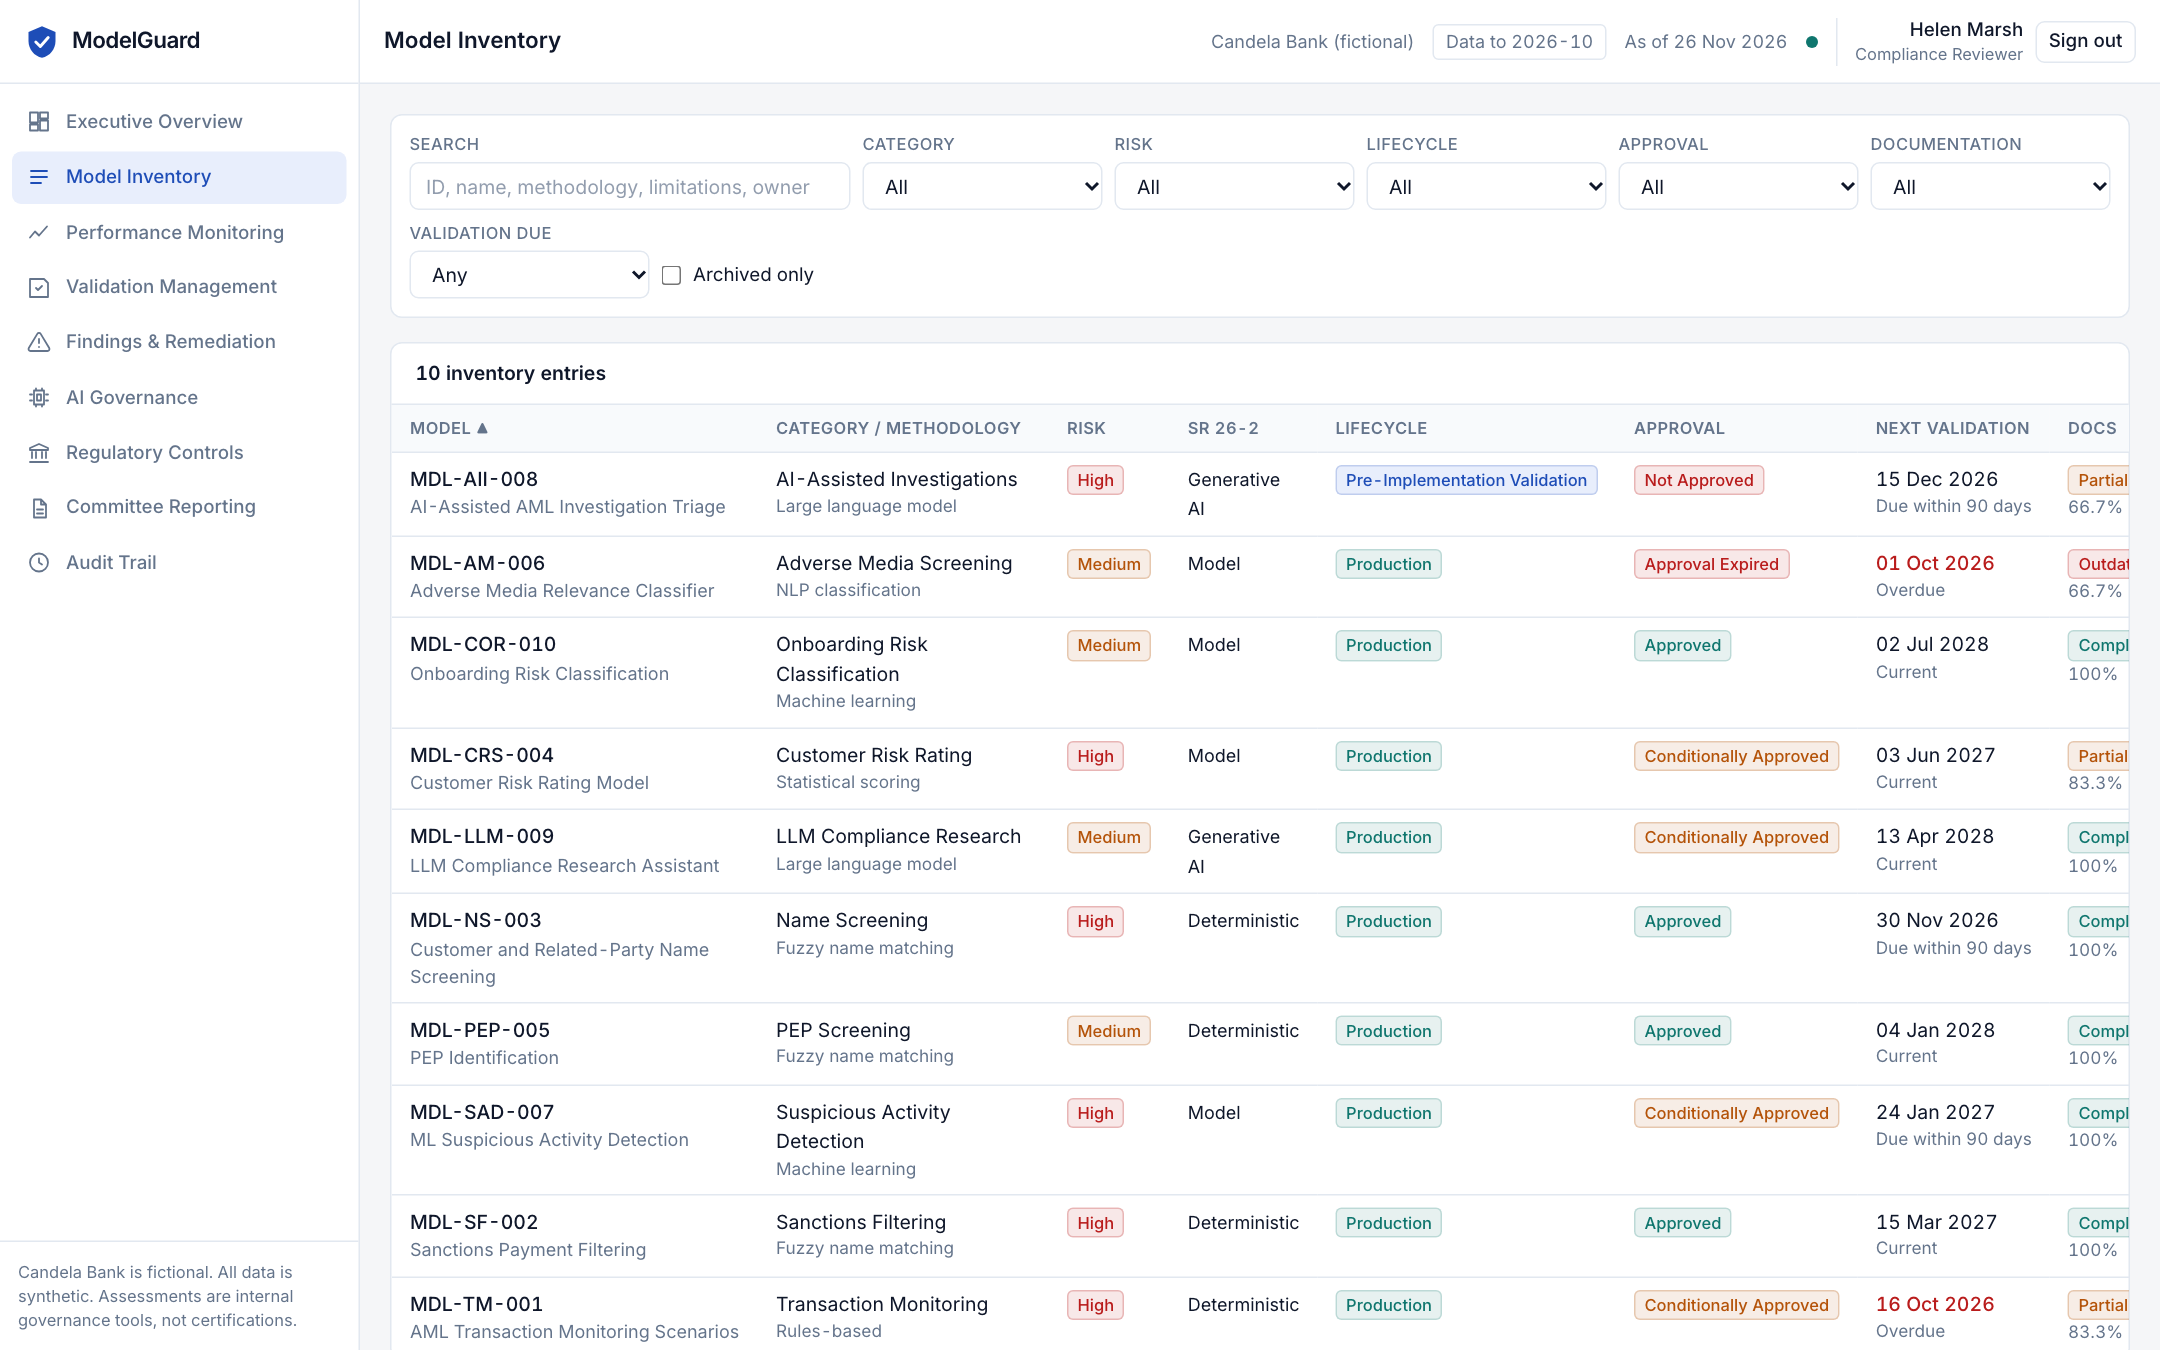 ModelGuard
Model Inventory
Candela Bank (fictional)
Data to 2026-10
As of 26 Nov 2026
Helen Marsh
Compliance Reviewer
Sign out
Executive Overview
Model Inventory
Performance Monitoring
Validation Management
Findings & Remediation
AI Governance
Regulatory Controls
Committee Reporting
Audit Trail
Candela Bank is fictional. All data is
synthetic. Assessments are internal
governance tools, not certifications.
SEARCH CATEGORY RISK LIFECYCLE APPROVAL DOCUMENTATION
ID, name, methodology, limitations, owner All All All All All
VALIDATION DUE
Any Archived only
10 inventory entries
MODEL ▲ CATEGORY / METHODOLOGY RISK SR 26-2 LIFECYCLE APPROVAL NEXT VALIDATION DOCS
MDL-AII-008 AI-Assisted Investigations High Generative Pre-Implementation Validation Not Approved 15 Dec 2026 Partial
AI-Assisted AML Investigation Triage Large language model AI Due within 90 days 66.7%
MDL-AM-006 Adverse Media Screening Medium Model Production Approval Expired 01 Oct 2026 Outdat
Adverse Media Relevance Classifier NLP classification Overdue 66.7%
MDL-COR-010 Onboarding Risk Medium Model Production Approved 02 Jul 2028 Compl
Onboarding Risk Classification Classification Current 100%
Machine learning
MDL-CRS-004 Customer Risk Rating High Model Production Conditionally Approved 03 Jun 2027 Partial
Customer Risk Rating Model Statistical scoring Current 83.3%
MDL-LLM-009 LLM Compliance Research Medium Generative Production Conditionally Approved 13 Apr 2028 Compl
LLM Compliance Research Assistant Large language model AI Current 100%
MDL-NS-003 Name Screening High Deterministic Production Approved 30 Nov 2026 Compl
Customer and Related-Party Name Fuzzy name matching Due within 90 days 100%
Screening
MDL-PEP-005 PEP Screening Medium Deterministic Production Approved 04 Jan 2028 Compl
PEP Identification Fuzzy name matching Current 100%
MDL-SAD-007 Suspicious Activity High Model Production Conditionally Approved 24 Jan 2027 Compl
ML Suspicious Activity Detection Detection Due within 90 days 100%
Machine learning
MDL-SF-002 Sanctions Filtering High Deterministic Production Approved 15 Mar 2027 Compl
Sanctions Payment Filtering Fuzzy name matching Current 100%
MDL-TM-001 Transaction Monitoring High Deterministic Production Conditionally Approved 16 Oct 2026 Partial
AML Transaction Monitoring Scenarios Rules-based Overdue 83.3%